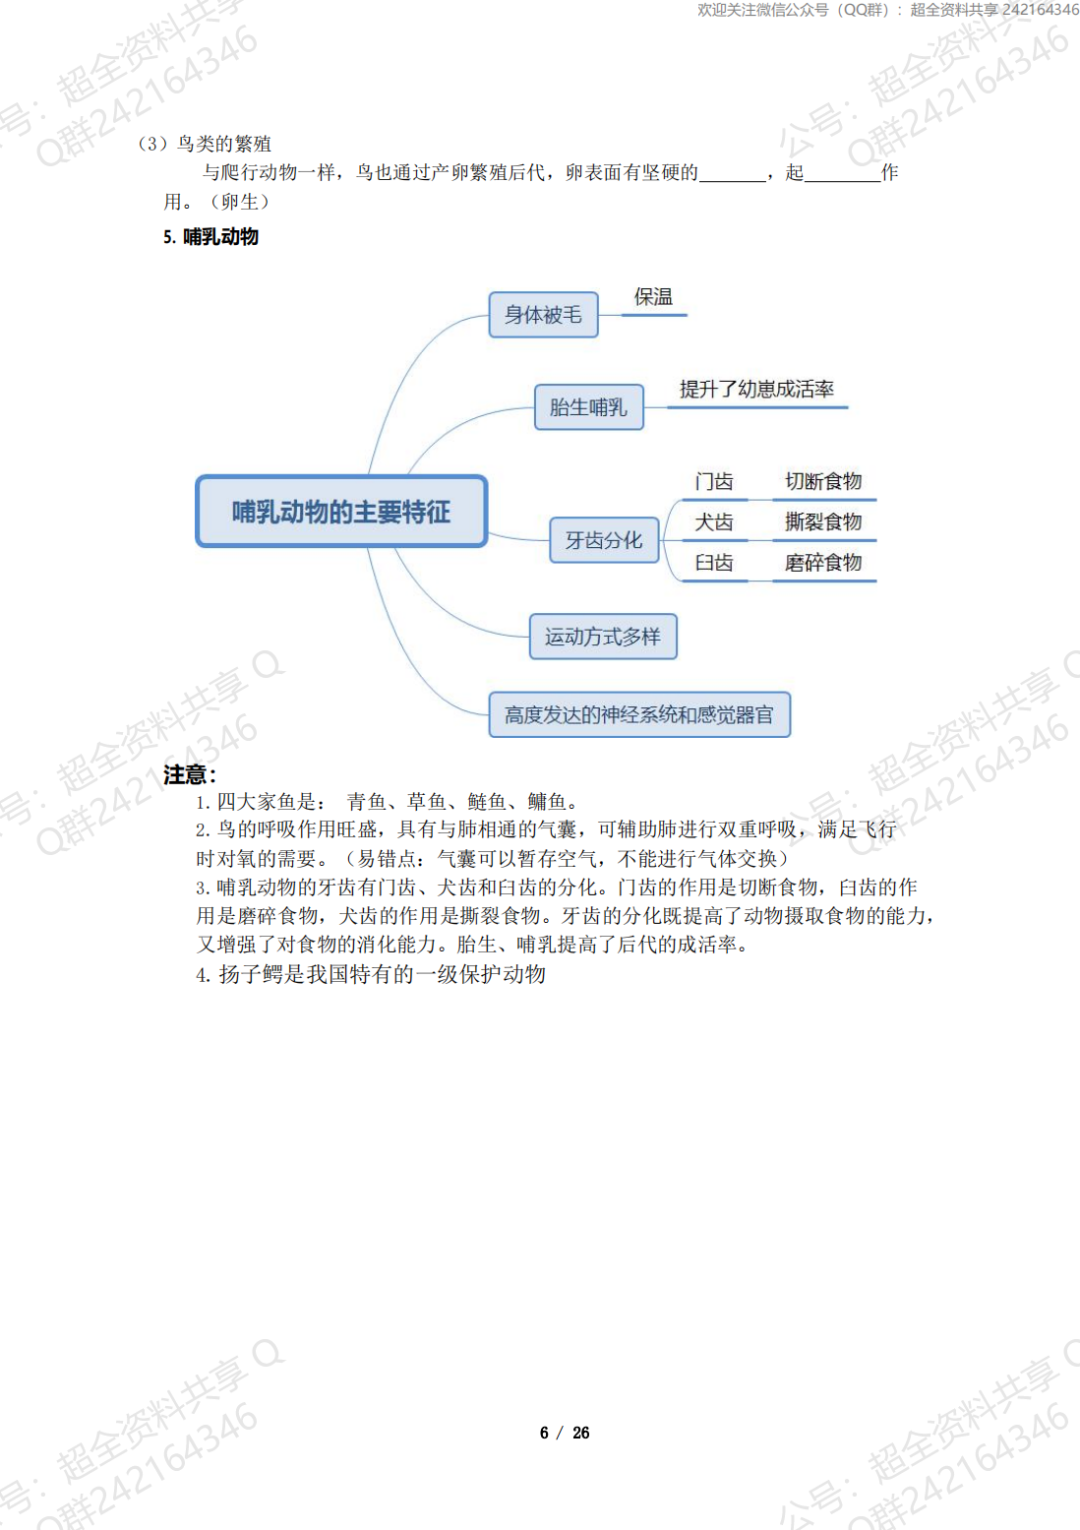 欢迎关注微信公众号（QQ群）：超全资料共享 242164346
（3）鸟类的繁殖
与爬行动物一样，鸟也通过产卵繁殖后代，卵表面有坚硬的_______，起________作
用。（卵生）
5. 哺乳动物
身体被毛 保温
胎生哺乳 提升了幼崽成活率
哺乳动物的主要特征
牙齿分化
门齿 切断食物
犬齿 撕裂食物
臼齿 磨碎食物
运动方式多样
高度发达的神经系统和感觉器官
注意：
1. 四大家鱼是： 青鱼、草鱼、鲢鱼、鳙鱼。
2. 鸟的呼吸作用旺盛，具有与肺相通的气囊，可辅助肺进行双重呼吸，满足飞行
时对氧的需要。（易错点：气囊可以暂存空气，不能进行气体交换）
3. 哺乳动物的牙齿有门齿、犬齿和臼齿的分化。门齿的作用是切断食物，臼齿的作
用是磨碎食物，犬齿的作用是撕裂食物。牙齿的分化既提高了动物摄取食物的能力，
又增强了对食物的消化能力。胎生、哺乳提高了后代的成活率。
4. 扬子鳄是我国特有的一级保护动物
6 / 26
号：超全资料共享
Q群242164346
公号：超全资料共享
Q群242164346
号：超全资料共享 Q
Q群242164346
公号：超全资料共享 Q
Q群242164346
号：超全资料共享 Q
Q群242164346
公号：超全资料共享 Q
Q群242164346